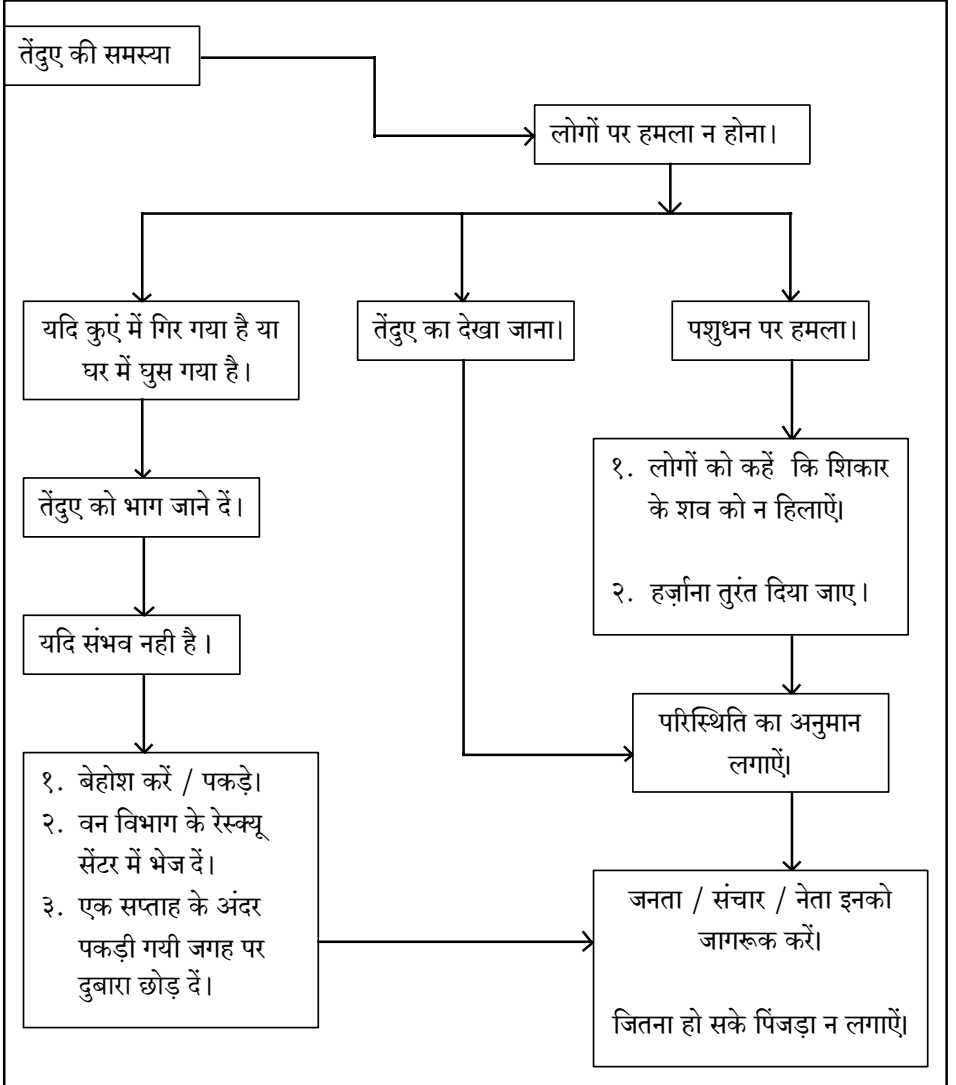 तेंदुए की समस्या
लोगों पर हमला न होना।
यदि कुएं में गिर गया है या
घर में घुस गया है।
तेंदुए का देखा जाना।
पशुधन पर हमला।
तेंदुए को भाग जाने दें।
यदि संभव नही है।
१. बेहोश करें / पकड़े।
२. वन विभाग के रेस्क्यू
सेंटर में भेज दें।
३. एक सप्ताह के अंदर
पकड़ी गयी जगह पर
दुबारा छोड़ दें।
१. लोगों को कहें कि शिकार
के शव को न हिलाऐं।
२. हर्ज़ाना तुरंत दिया जाए।
परिस्थिति का अनुमान
लगाऐं।
जनता / संचार / नेता इनको
जागरूक करें।
जितना हो सके पिंजड़ा न लगाऐं।